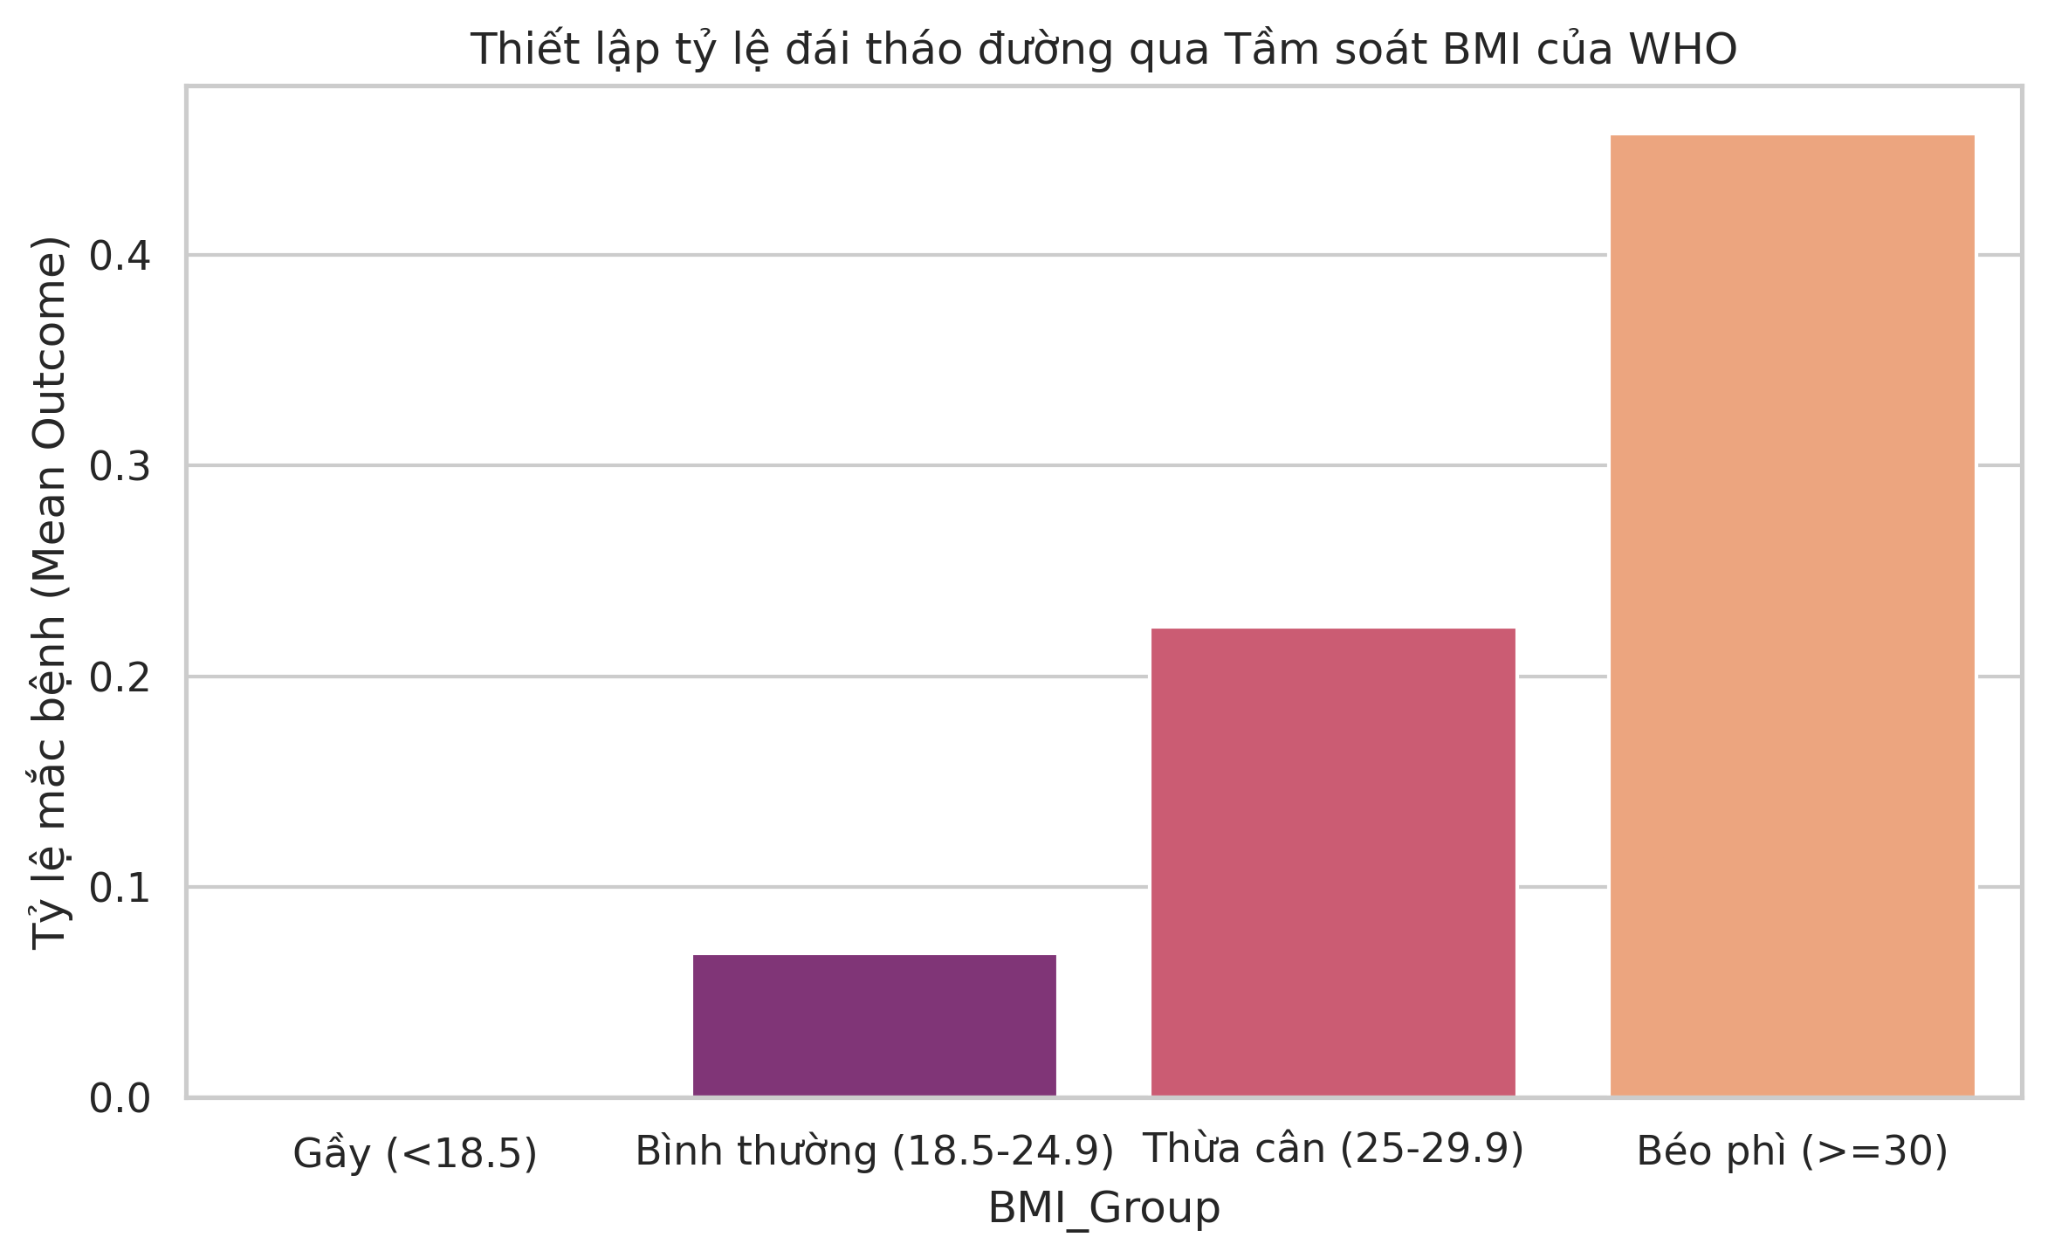 Thiết lập tỷ lệ đái tháo đường qua Tầm soát BMI của WHO
Tỷ lệ mắc bệnh (Mean Outcome)
0.4
0.3
0.2
0.1
0.0
Gầy (<18.5)
Bình thường (18.5-24.9)
Thừa cân (25-29.9)
Béo phì (>=30)
BMI_Group